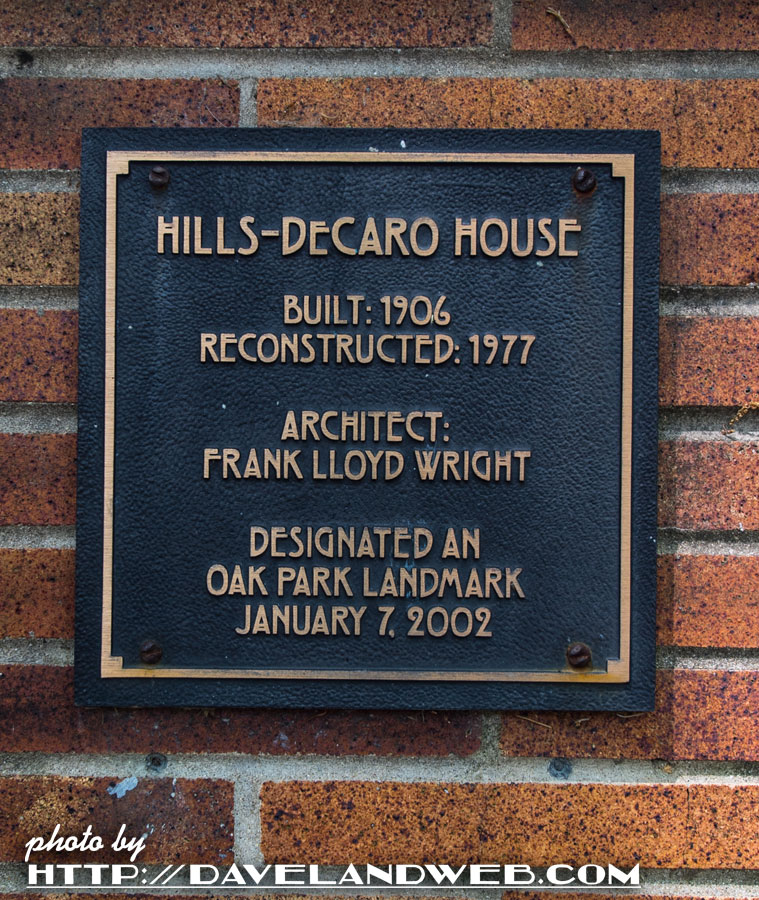 HILLS-DECARO HOUSE
BUILT: 1906
RECONSTRUCTED: 1977
ARCHITECT:
FRANK LLOYD WRIGHT
DESIGNATED AN
OAK PARK LANDMARK
JANUARY 7, 2002
photo by
HTTP://DAVELANDWEB.COM